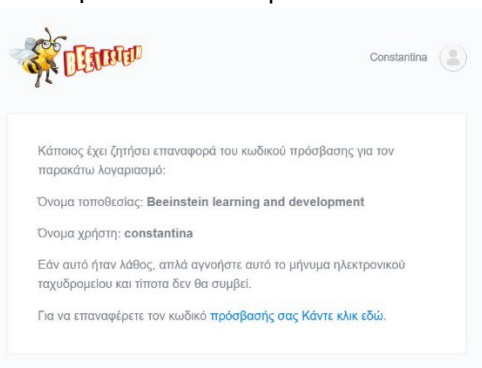 BEEINSTEIN
Constantina
Κάποιος έχει ζητήσει επαναφορά του κωδικού πρόσβασης για τον
παρακάτω λογαριασμό:
Όνομα τοποθεσίας: Beeinstein learning and development
Όνομα χρήστη: constantina
Εάν αυτό ήταν λάθος, απλά αγνοήστε αυτό το μήνυμα ηλεκτρονικού
ταχυδρομείου και τίποτα δεν θα συμβεί.
Για να επαναφέρετε τον κωδικό πρόσβασής σας Κάντε κλικ εδώ.